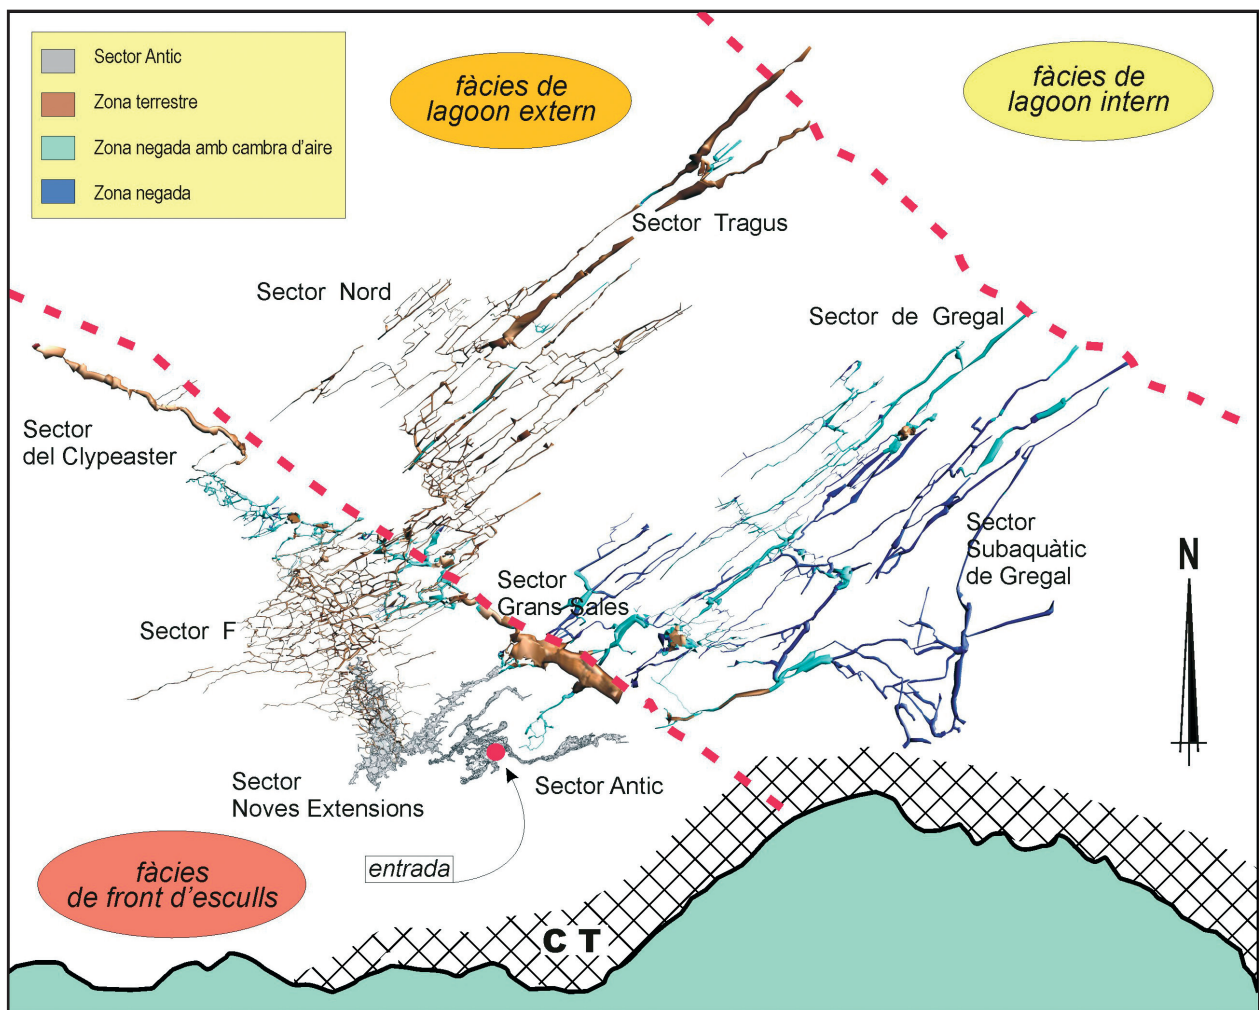 Sector Antic
Zona terrestre
Zona negada amb cambra d'aire
Zona negada
fàcies de
lagoon extern
fàcies de
lagoon intern
Sector Tragus
Sector Nord
Sector de Gregal
Sector
del Clypeaster
Sector
Subaquàtic
de Gregal
N
Sector
Grans Sales
Sector F
Sector
Noves Extensions
Sector Antic
entrada
fàcies
de front d'esculls
C T